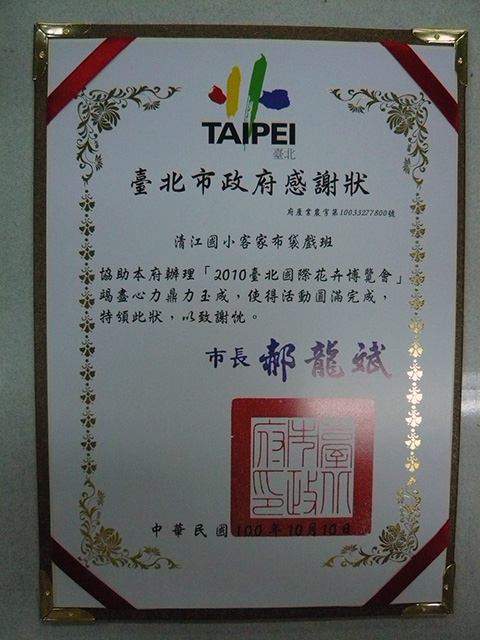 TAIPEI
臺北
臺北市政府感謝狀
府產業農字第10033277800號
清江國小客家布袋戲班
協助本府辦理「2010臺北國際花卉博覽會」
竭盡心力鼎力玉成，使得活動圓滿完成，
特頒此狀，以致謝忱。
市長 郝龍斌
臺北市政府印
中華民國100年10月10日